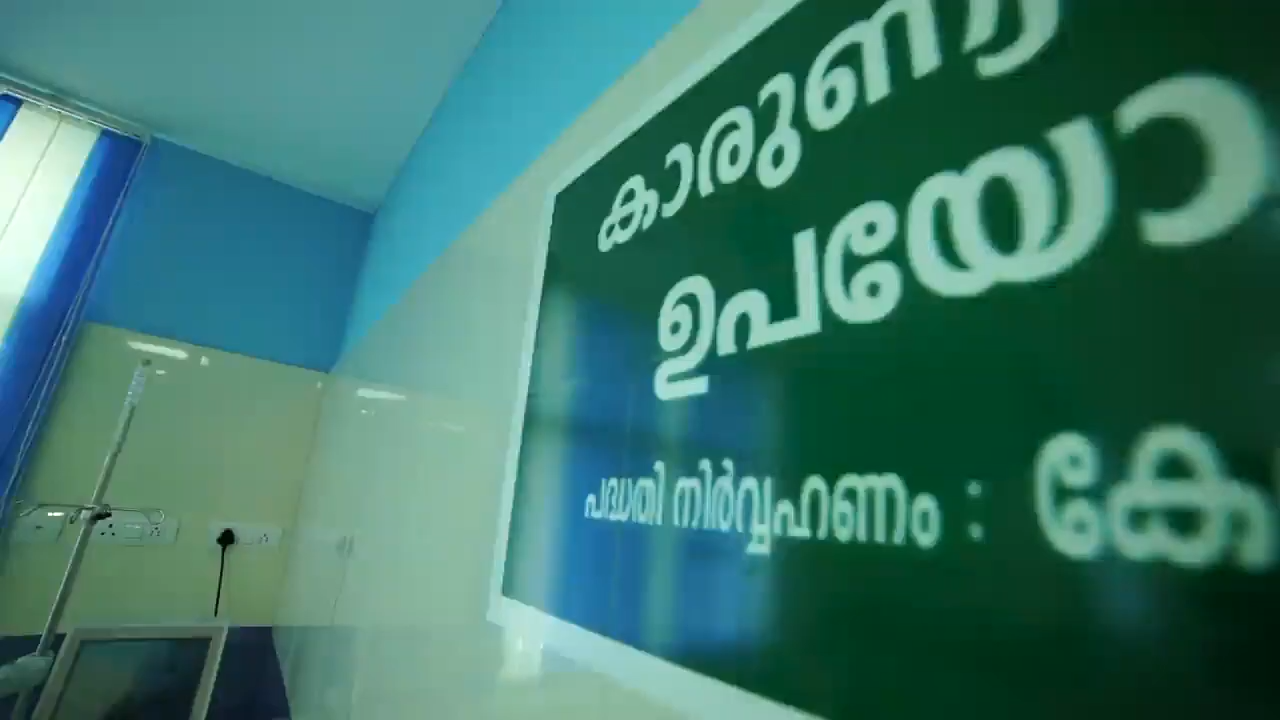 കാരുണ്യ
ഉപയോ
പദ്ധതി നിർവ്വഹണം : കേ